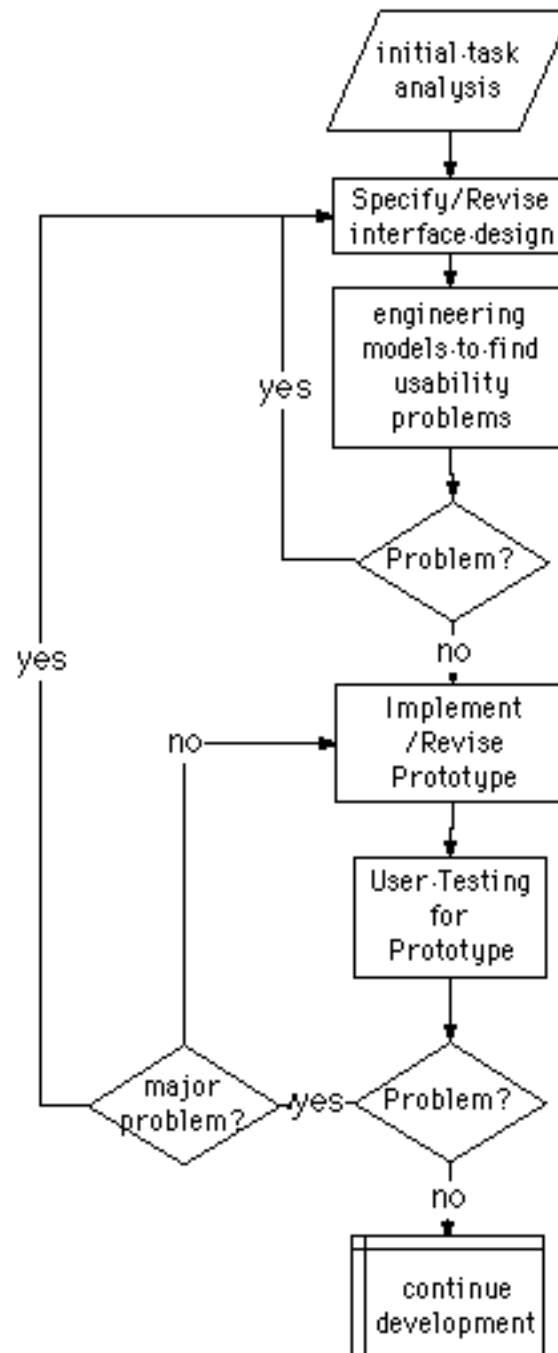 initial·task
analysis
Specify/Revise
interface·design
engineering
models·to·find
usability
problems
yes
Problem?
no
yes
Implement
/Revise
Prototype
no
User·Testing
for
Prototype
Problem?
yes
major
problem?
no
continue
development